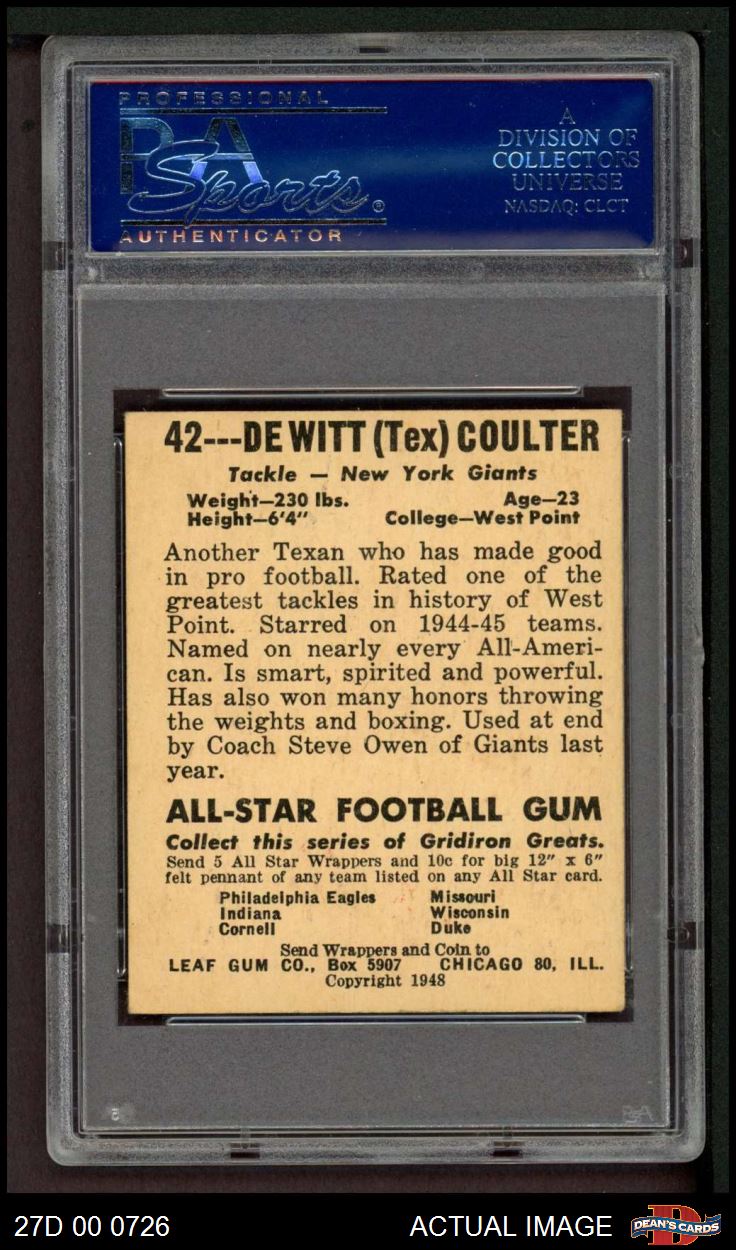 PROFESSIONAL
PSA
Sports®
AUTHENTICATOR
A
DIVISION OF
COLLECTORS
UNIVERSE
NASDAQ: CLCT
42---DEWITT (Tex) COULTER
Tackle — New York Giants
Weight—230 lbs. Age—23
Height—6'4" College—West Point
Another Texan who has made good
in pro football. Rated one of the
greatest tackles in history of West
Point. Starred on 1944-45 teams.
Named on nearly every All-Ameri-
can. Is smart, spirited and powerful.
Has also won many honors throwing
the weights and boxing. Used at end
by Coach Steve Owen of Giants last
year.
ALL-STAR FOOTBALL GUM
Collect this series of Gridiron Greats.
Send 5 All Star Wrappers and 10c for big 12" x 6"
felt pennant of any team listed on any All Star card.
Philadelphia Eagles Missouri
Indiana Wisconsin
Cornell Duke
Send Wrappers and Coin to
LEAF GUM CO., Box 5907 CHICAGO 80, ILL.
Copyright 1948
PSA
27D 00 0726 ACTUAL IMAGE DEAN'S CARDS